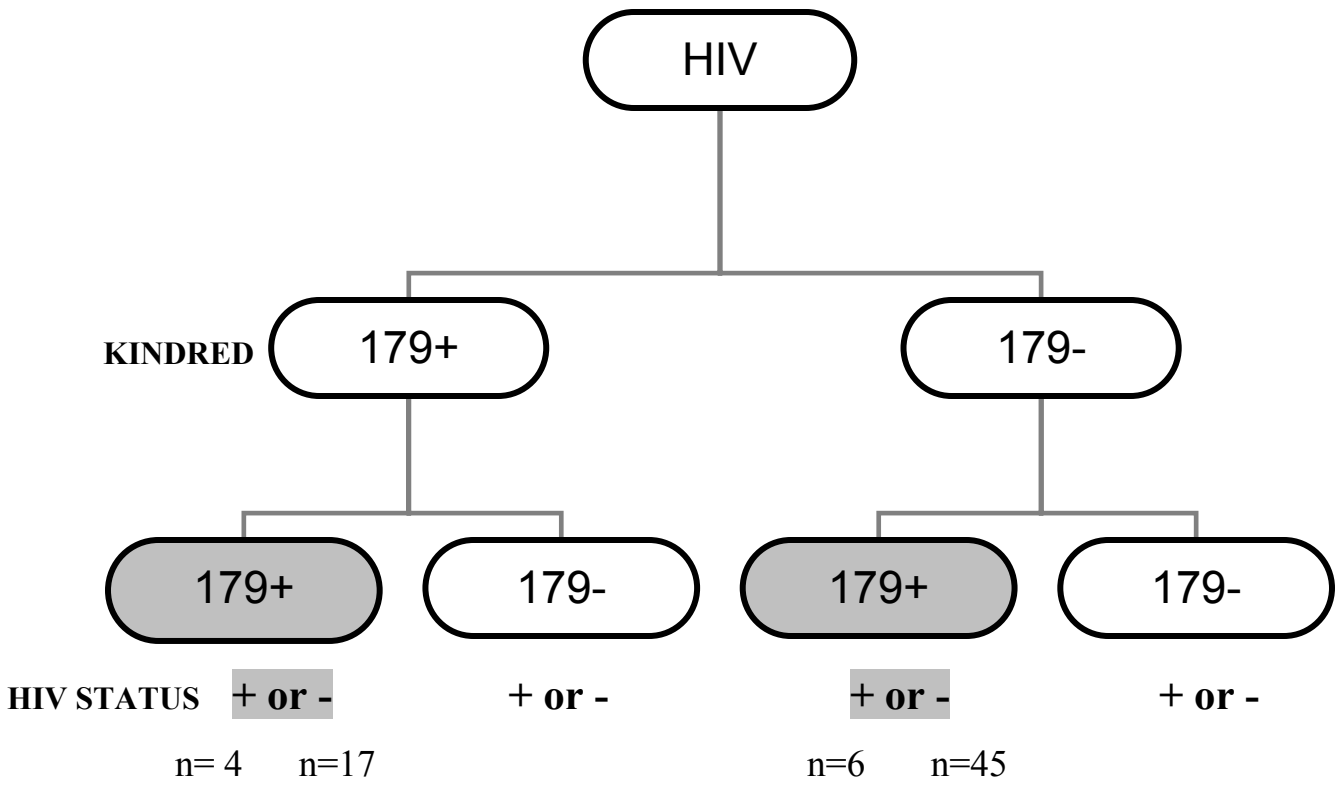 HIV
KINDRED 179+ 179-
179+ 179- 179+ 179-
HIV STATUS + or - + or - + or - + or -
n= 4 n=17 n=6 n=45